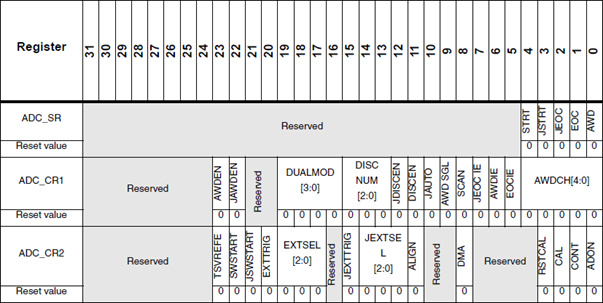 Register 31 30 29 28 27 26 25 24 23 22 21 20 19 18 17 16 15 14 13 12 11 10 9 8 7 6 5 4 3 2 1 0
ADC_SR Reserved STRT JSTRT JEOC EOC AWD
Reset value 0 0 0 0 0
ADC_CR1 Reserved AWDEN JAWDEN Reserved DUALMOD [3:0] DISC NUM [2:0] JDISCEN DISCEN JAUTO AWD SGL SCAN JEOC IE AWDIE EOCIE AWDCH[4:0]
Reset value 0 0 0 0 0 0 0 0 0 0 0 0 0 0 0 0 0 0 0 0 0 0
ADC_CR2 Reserved TSVREFE SWSTART JSWSTART EXTTRIG EXTSEL [2:0] Reserved JEXTTRIG JEXTSE L [2:0] ALIGN Reserved DMA Reserved RSTCAL CAL CONT ADON
Reset value 0 0 0 0 0 0 0 0 0 0 0 0 0 0 0 0 0